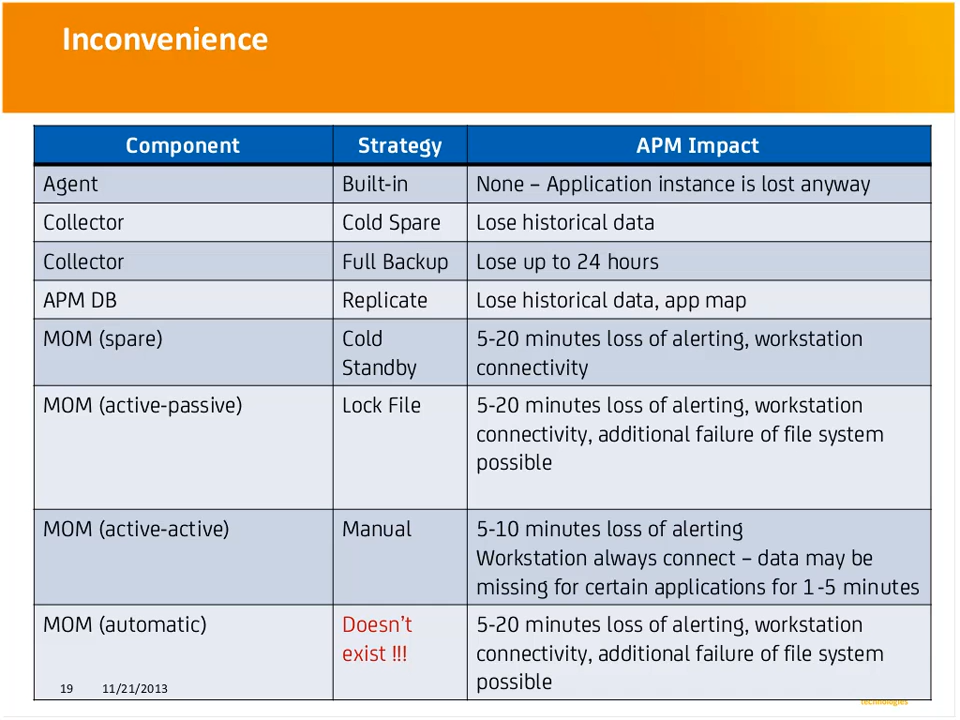 Inconvenience
Component Strategy APM Impact
Agent Built-in None – Application instance is lost anyway
Collector Cold Spare Lose historical data
Collector Full Backup Lose up to 24 hours
APM DB Replicate Lose historical data, app map
MOM (spare) Cold 5-20 minutes loss of alerting, workstation
Standby connectivity
MOM (active-passive) Lock File 5-20 minutes loss of alerting, workstation
connectivity, additional failure of file system
possible
MOM (active-active) Manual 5-10 minutes loss of alerting
Workstation always connect – data may be
missing for certain applications for 1-5 minutes
MOM (automatic) Doesn't 5-20 minutes loss of alerting, workstation
exist !!! connectivity, additional failure of file system
possible
19 11/21/2013
technologies